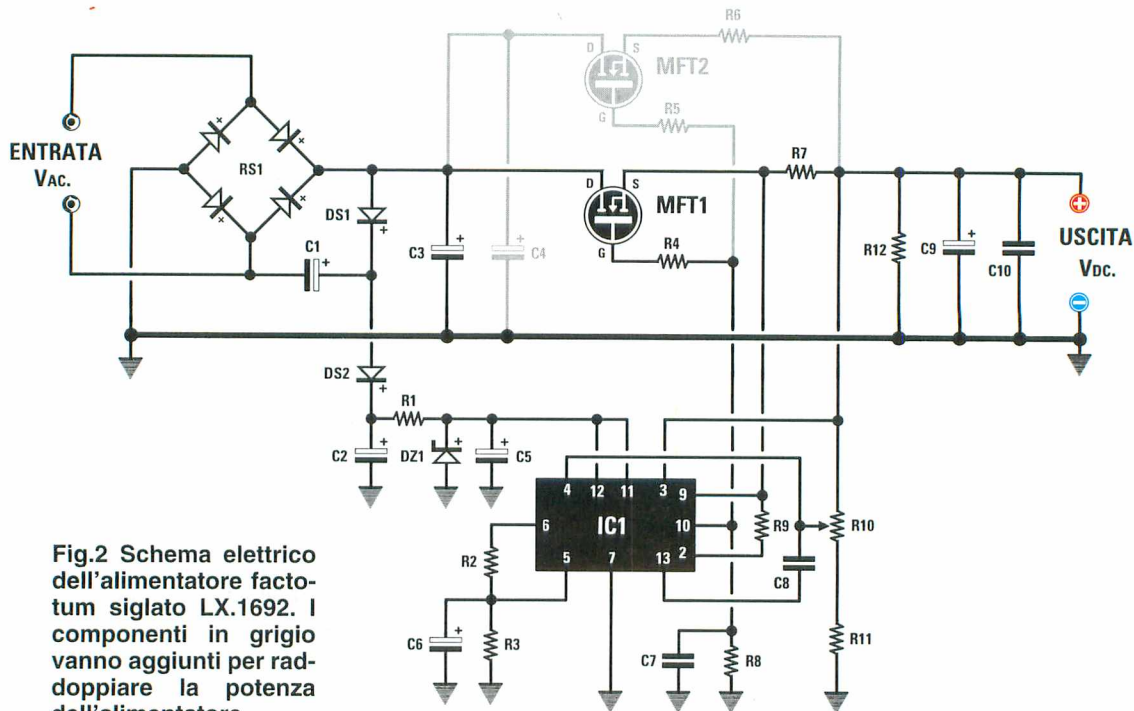 R6
D
S
MFT2
G
R5
ENTRATA
VAC.
RS1
DS1
C1
+
C3
+
C4
+
D
S
MFT1
G
R4
R7
R12
C9
+
C10
+
USCITA
VDC.
−
DS2
+
R1
C2
+
DZ1
+
C5
+
4
12
11
3
9
6
IC1
10
5
7
13
2
R2
R3
C6
+
R9
R10
C8
C7
R8
R11
Fig.2 Schema elettrico
dell'alimentatore facto-
tum siglato LX.1692. I
componenti in grigio
vanno aggiunti per rad-
doppiare la potenza
dell'alimentatore